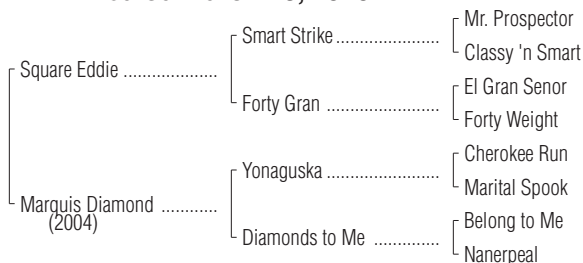 Mr. Prospector
Smart Strike
Classy 'n Smart
Square Eddie
El Gran Senor
Forty Gran
Forty Weight
Cherokee Run
Yonaguska
Marital Spook
Marquis Diamond
(2004)
Belong to Me
Diamonds to Me
Nanerpeal